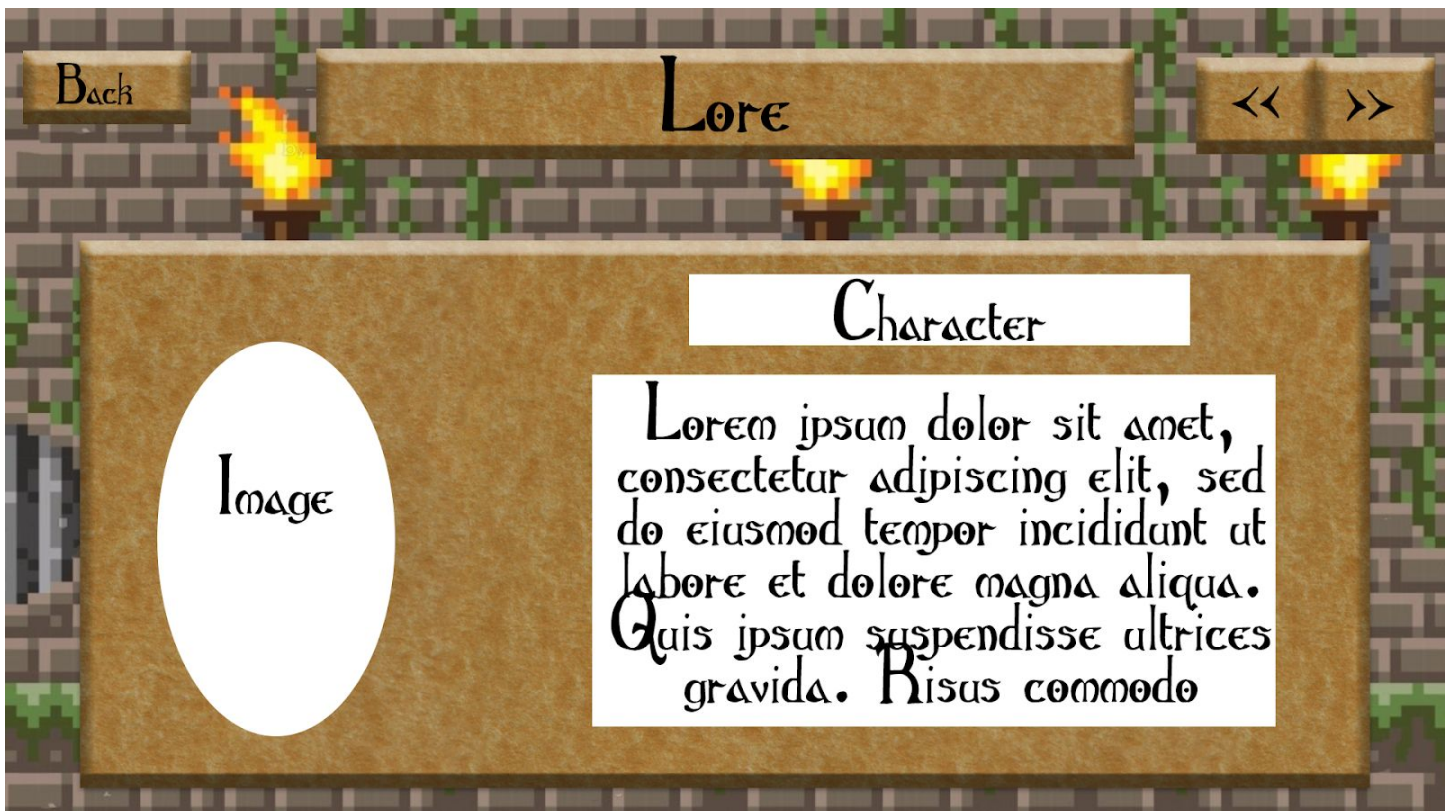 Back
Lore
<< >>
Character
Image
Lorem ipsum dolor sit amet,
consectetur adipiscing elit, sed
do eiusmod tempor incididunt ut
labore et dolore magna aliqua.
Quis ipsum suspendisse ultrices
gravida. Risus commodo